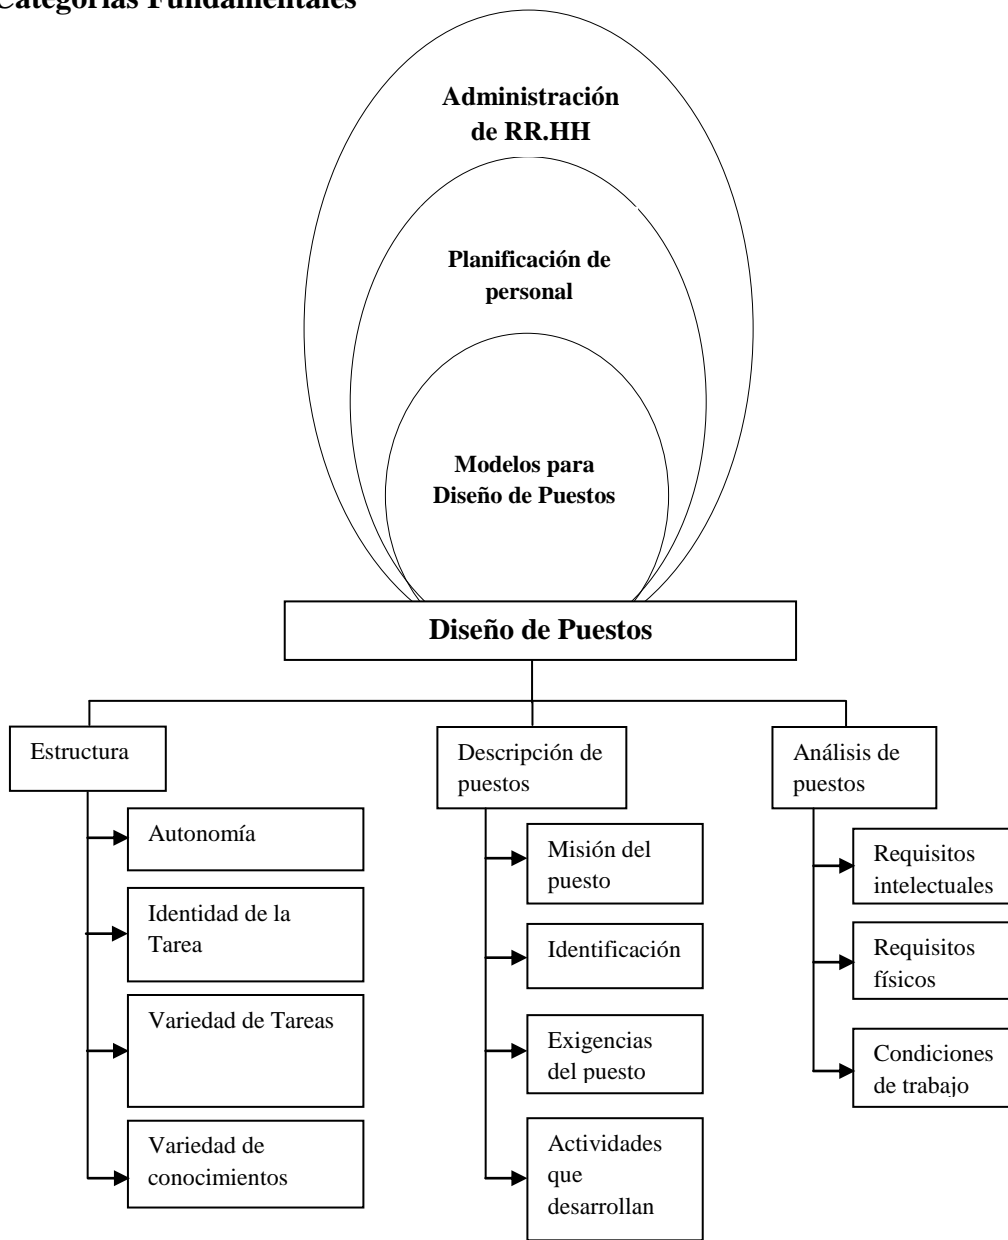 Categorías Fundamentales
Administración
de RR.HH
Planificación de
personal
Modelos para
Diseño de Puestos
Diseño de Puestos
Estructura
Autonomía
Identidad de la
Tarea
Variedad de Tareas
Variedad de
conocimientos
Descripción de
puestos
Misión del
puesto
Identificación
Exigencias
del puesto
Actividades
que
desarrollan
Análisis de
puestos
Requisitos
intelectuales
Requisitos
físicos
Condiciones
de trabajo